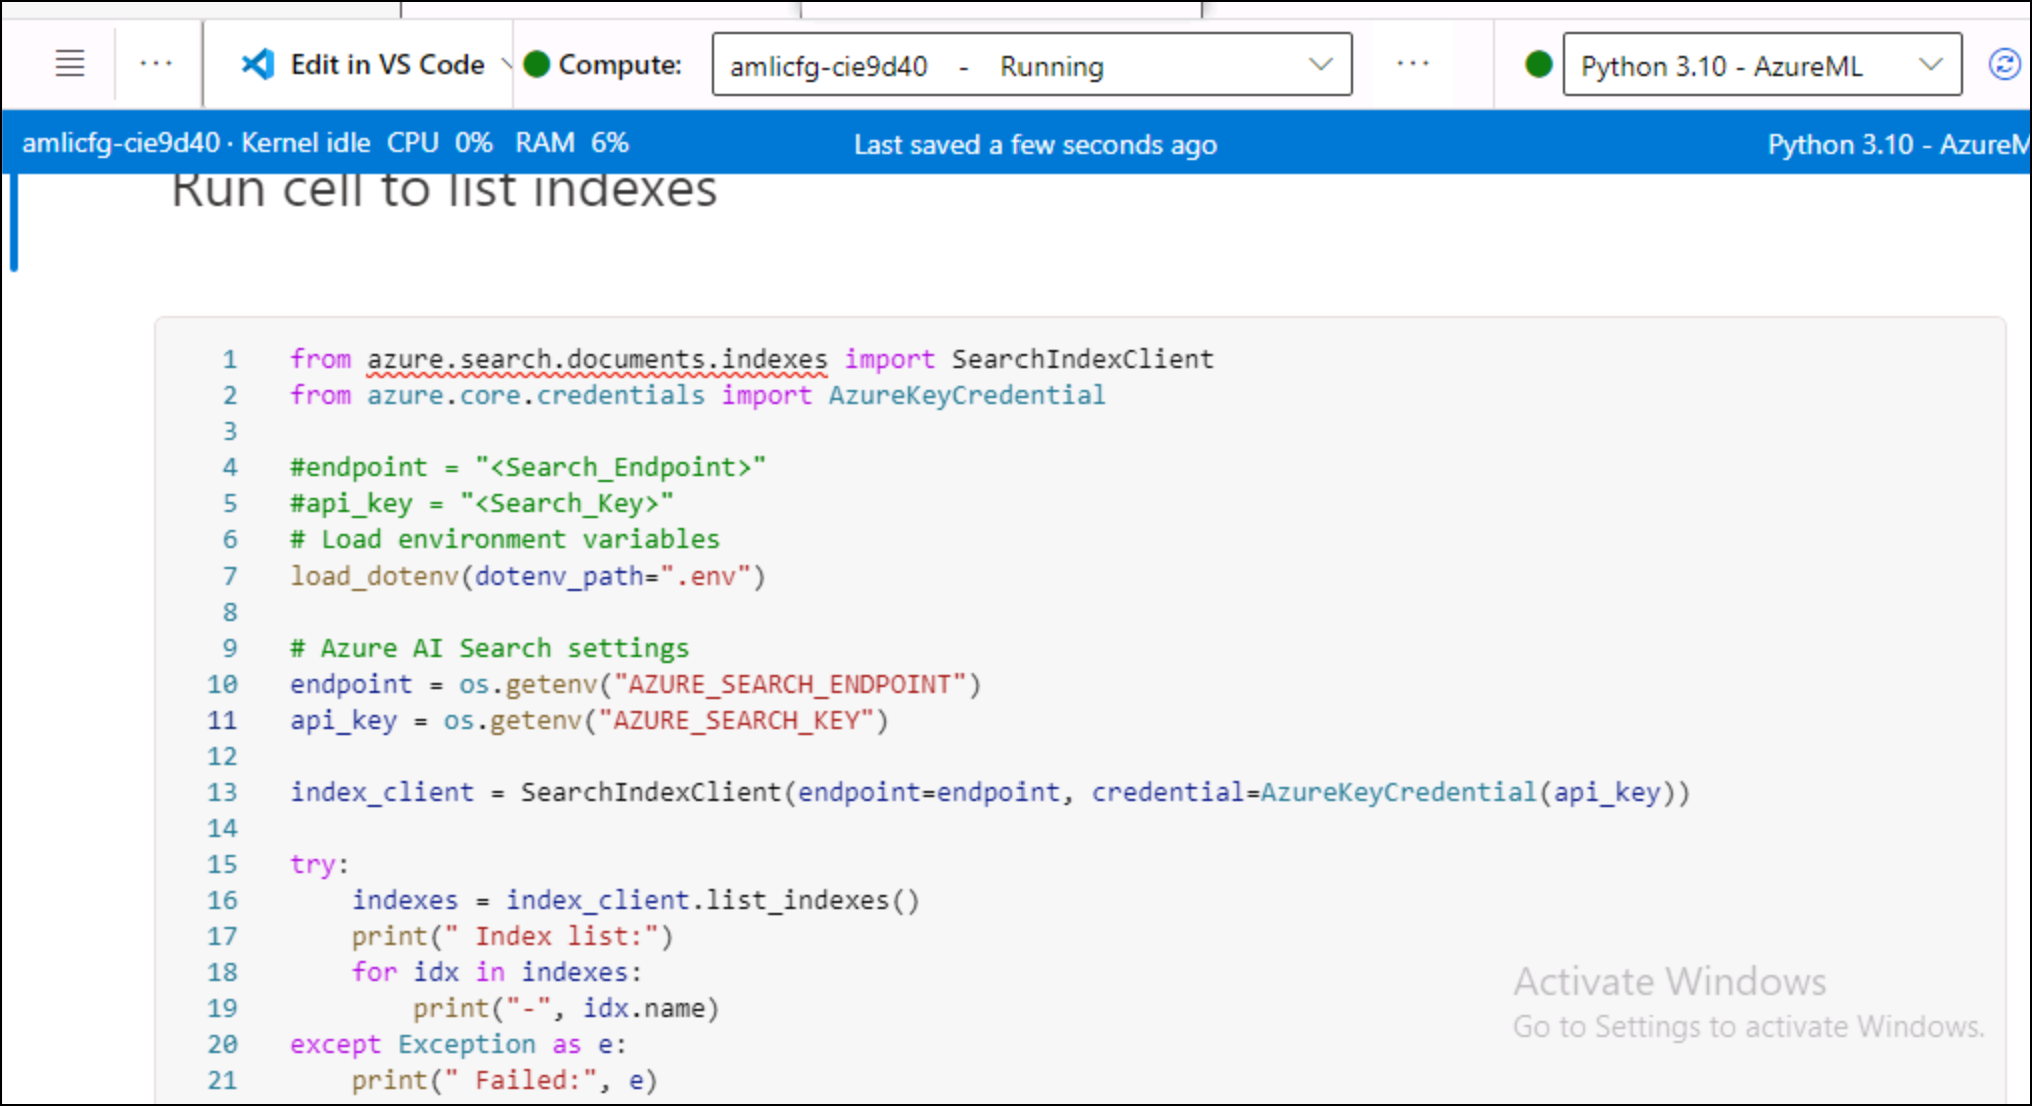 Edit in VS Code
Compute:
amlicfg-cie9d40 - Running
Python 3.10 - AzureML
amlicfg-cie9d40 · Kernel idle CPU 0% RAM 6%
Last saved a few seconds ago
Python 3.10 - AzureM
Run cell to list indexes
1 from azure.search.documents.indexes import SearchIndexClient
2 from azure.core.credentials import AzureKeyCredential
3
4 #endpoint = "<Search_Endpoint>"
5 #api_key = "<Search_Key>"
6 # Load environment variables
7 load_dotenv(dotenv_path=".env")
8
9 # Azure AI Search settings
10 endpoint = os.getenv("AZURE_SEARCH_ENDPOINT")
11 api_key = os.getenv("AZURE_SEARCH_KEY")
12
13 index_client = SearchIndexClient(endpoint=endpoint, credential=AzureKeyCredential(api_key))
14
15 try:
16     indexes = index_client.list_indexes()
17     print(" Index list:")
18     for idx in indexes:
19         print("-", idx.name)
20 except Exception as e:
21     print(" Failed:", e)
Activate Windows
Go to Settings to activate Windows.